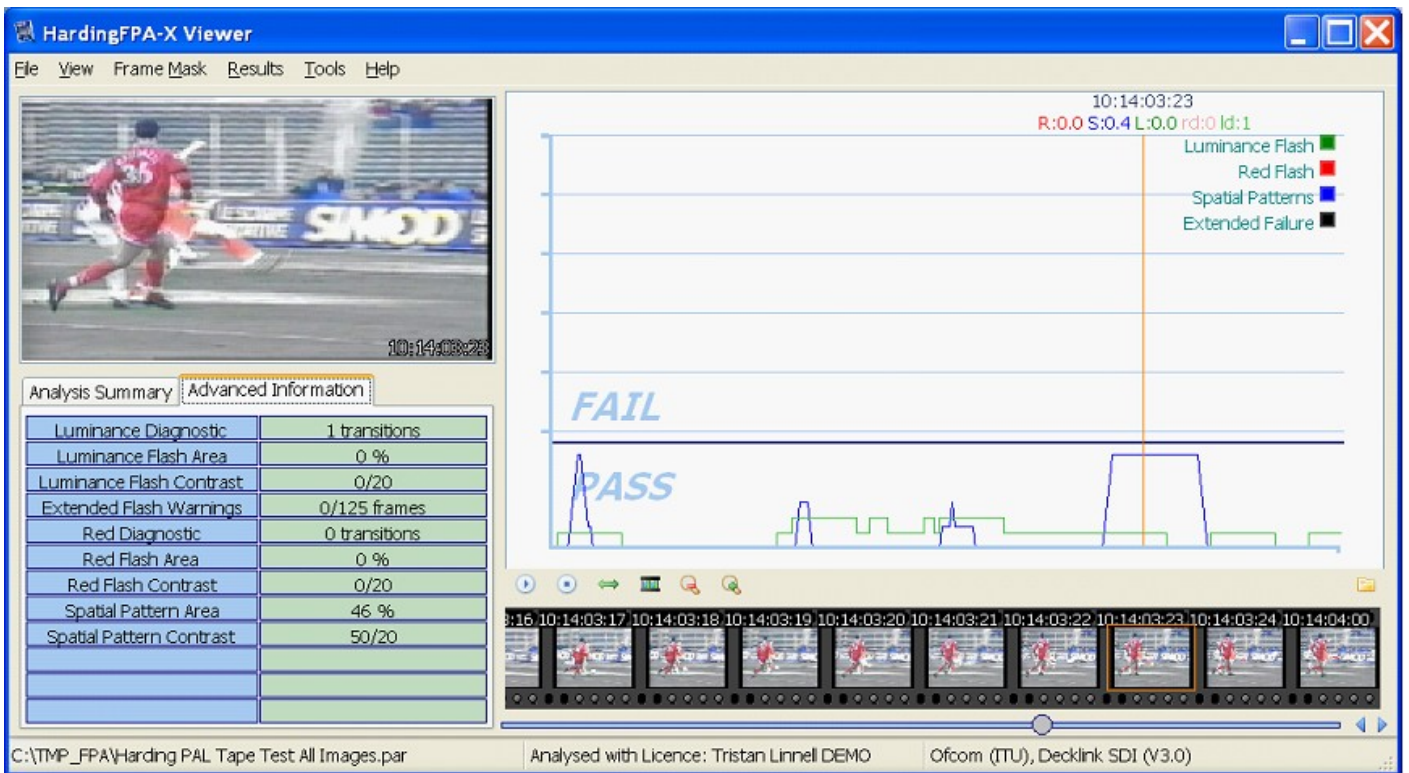 HardingFPA-X Viewer
File View Frame Mask Results Tools Help
35
SIMOD
10:14:03:23
Analysis Summary Advanced Information
Luminance Diagnostic 1 transitions
Luminance Flash Area 0 %
Luminance Flash Contrast 0/20
Extended Flash Warnings 0/125 frames
Red Diagnostic 0 transitions
Red Flash Area 0 %
Red Flash Contrast 0/20
Spatial Pattern Area 46 %
Spatial Pattern Contrast 50/20
10:14:03:23
R:0.0 S:0.4 L:0.0 rd:0 ld:1
Luminance Flash
Red Flash
Spatial Patterns
Extended Failure
FAIL
PASS
3:16 10:14:03:17 10:14:03:18 10:14:03:19 10:14:03:20 10:14:03:21 10:14:03:22 10:14:03:23 10:14:03:24 10:14:04:00
C:\TMP_FPA\Harding PAL Tape Test All Images.par
Analysed with Licence: Tristan Linnell DEMO
Ofcom (ITU), Decklink SDI (V3.0)